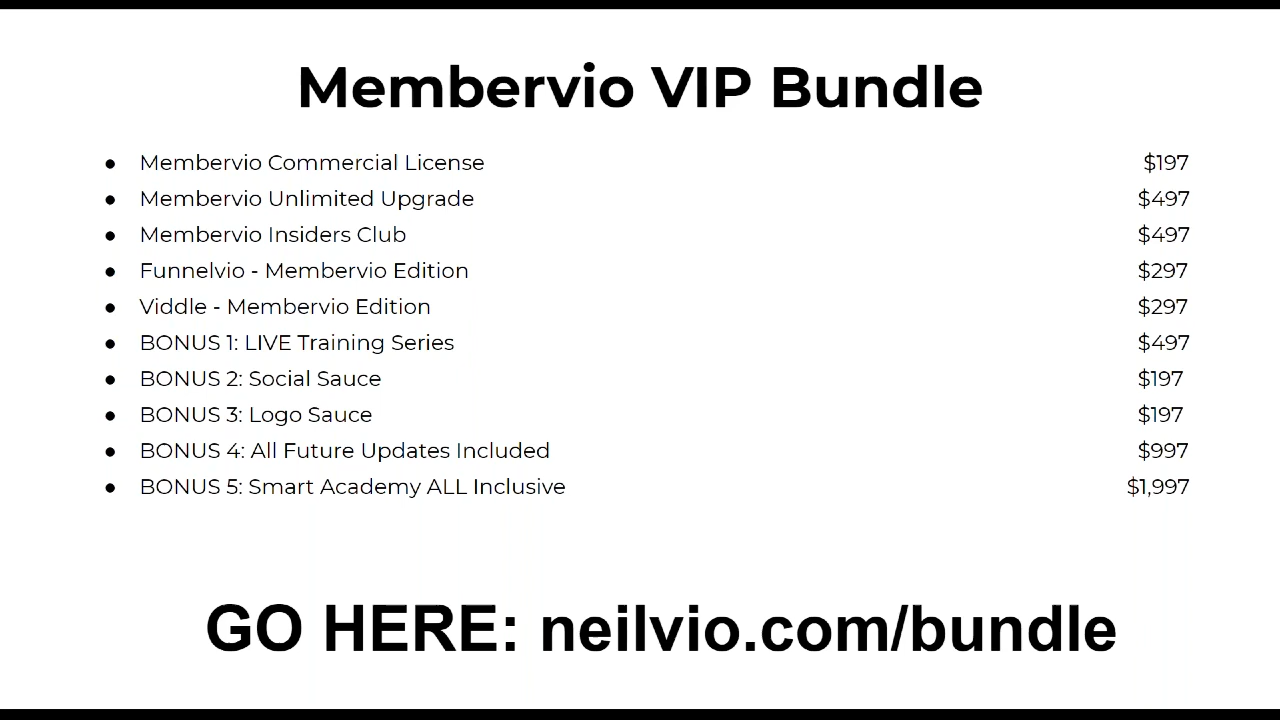 Membervio VIP Bundle
● Membervio Commercial License $197
● Membervio Unlimited Upgrade $497
● Membervio Insiders Club $497
● Funnelvio - Membervio Edition $297
● Viddle - Membervio Edition $297
● BONUS 1: LIVE Training Series $497
● BONUS 2: Social Sauce $197
● BONUS 3: Logo Sauce $197
● BONUS 4: All Future Updates Included $997
● BONUS 5: Smart Academy ALL Inclusive $1,997
GO HERE: neilvio.com/bundle